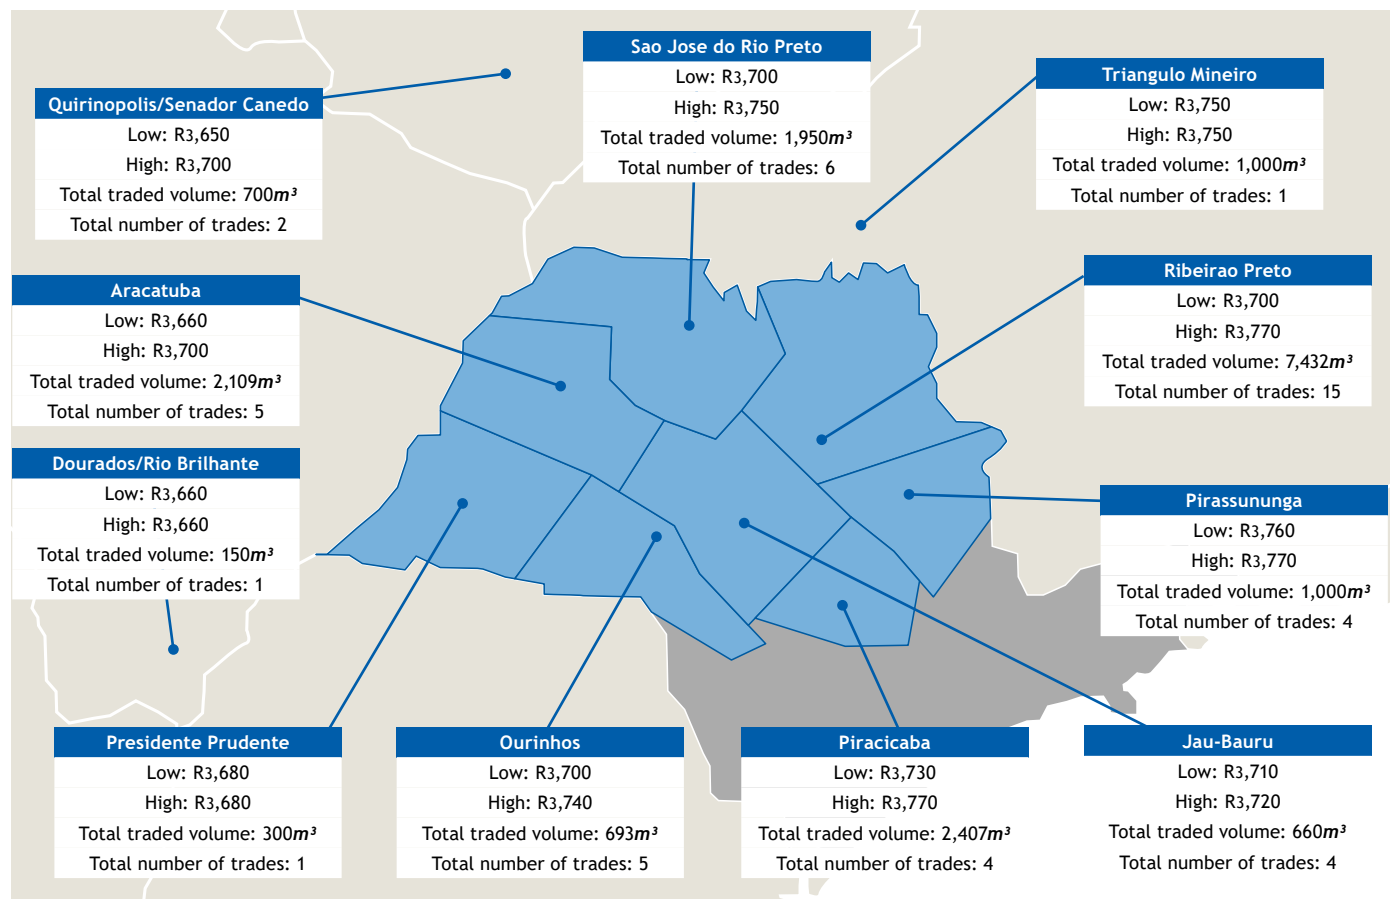 Sao Jose do Rio Preto
Low: R3,700
High: R3,750
Total traded volume: 1,950m³
Total number of trades: 6
Triangulo Mineiro
Low: R3,750
High: R3,750
Total traded volume: 1,000m³
Total number of trades: 1
Quirinopolis/Senador Canedo
Low: R3,650
High: R3,700
Total traded volume: 700m³
Total number of trades: 2
Ribeirao Preto
Low: R3,700
High: R3,770
Total traded volume: 7,432m³
Total number of trades: 15
Aracatuba
Low: R3,660
High: R3,700
Total traded volume: 2,109m³
Total number of trades: 5
Dourados/Rio Brilhante
Low: R3,660
High: R3,660
Total traded volume: 150m³
Total number of trades: 1
Pirassununga
Low: R3,760
High: R3,770
Total traded volume: 1,000m³
Total number of trades: 4
Presidente Prudente
Low: R3,680
High: R3,680
Total traded volume: 300m³
Total number of trades: 1
Ourinhos
Low: R3,700
High: R3,740
Total traded volume: 693m³
Total number of trades: 5
Piracicaba
Low: R3,730
High: R3,770
Total traded volume: 2,407m³
Total number of trades: 4
Jau-Bauru
Low: R3,710
High: R3,720
Total traded volume: 660m³
Total number of trades: 4